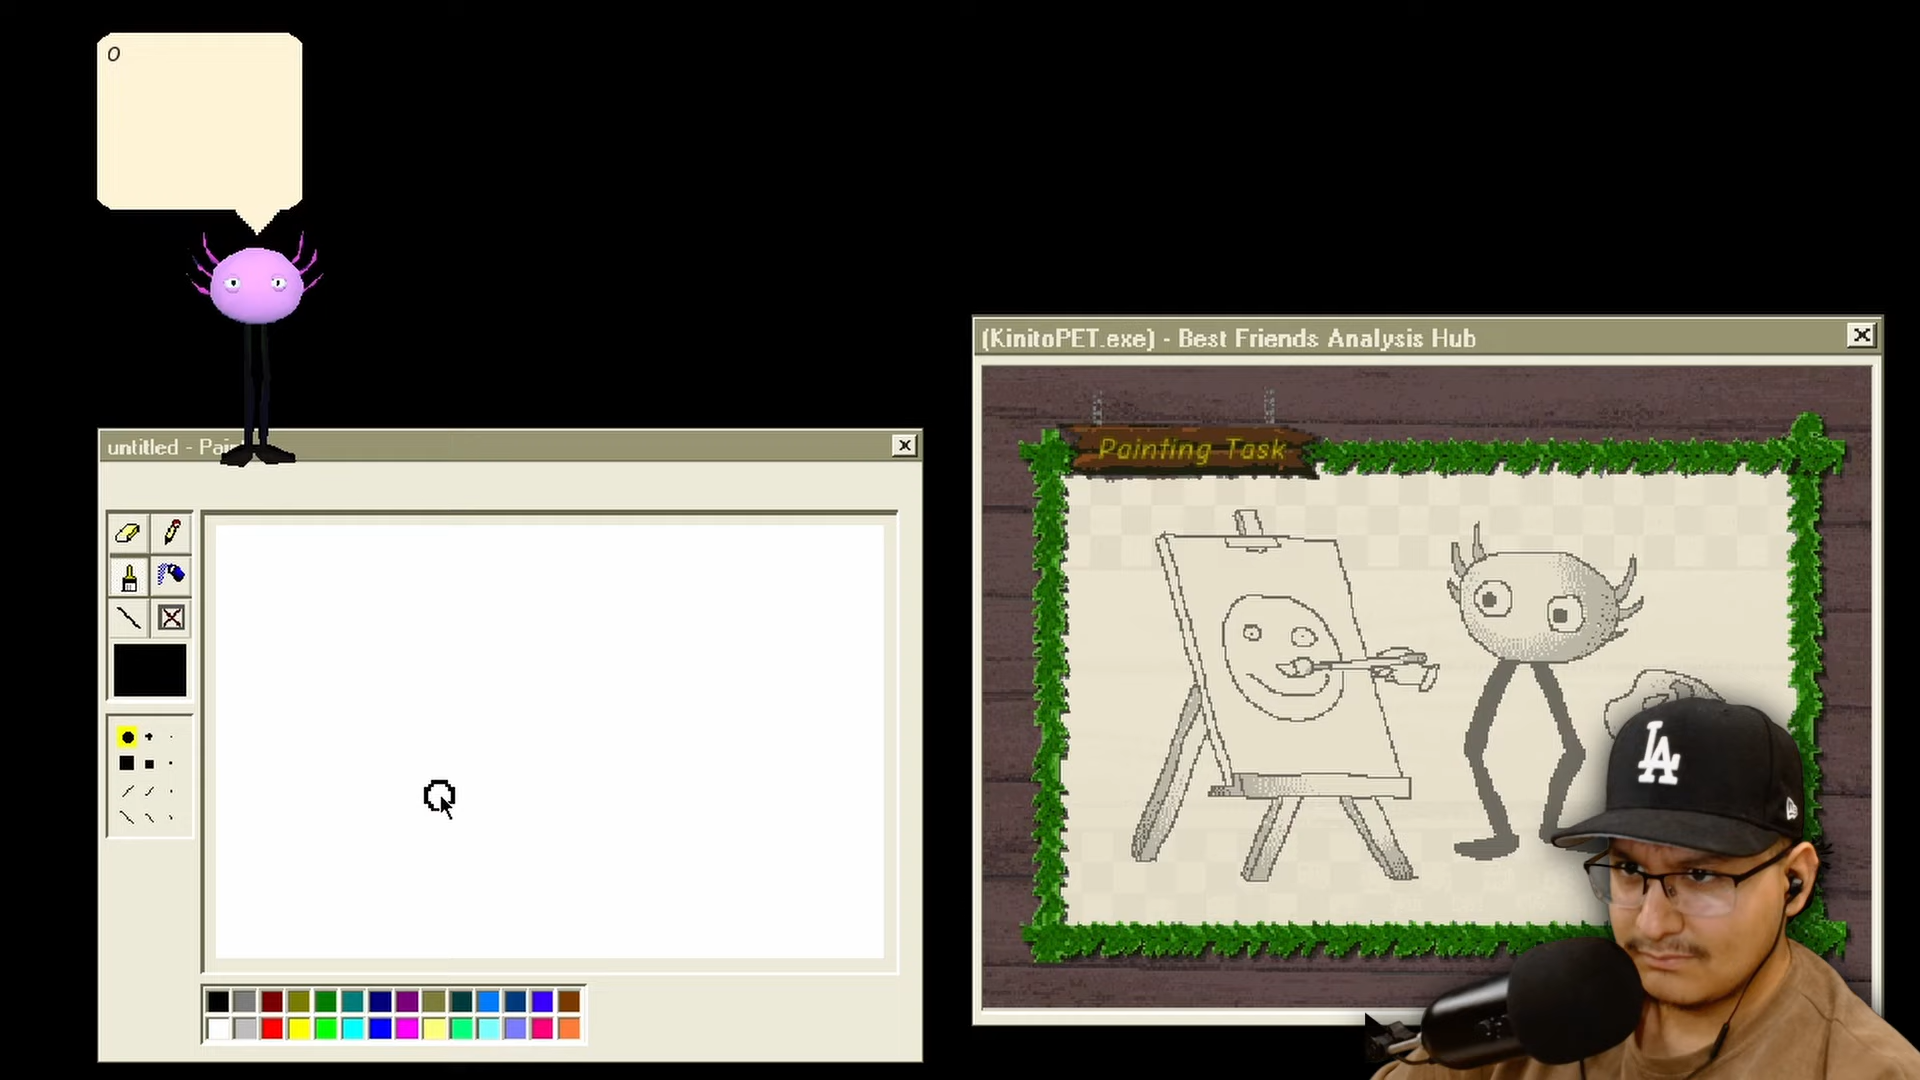 O
(KinitoPET.exe) - Best Friends Analysis Hub
Painting Task
untitled - Pai
LA